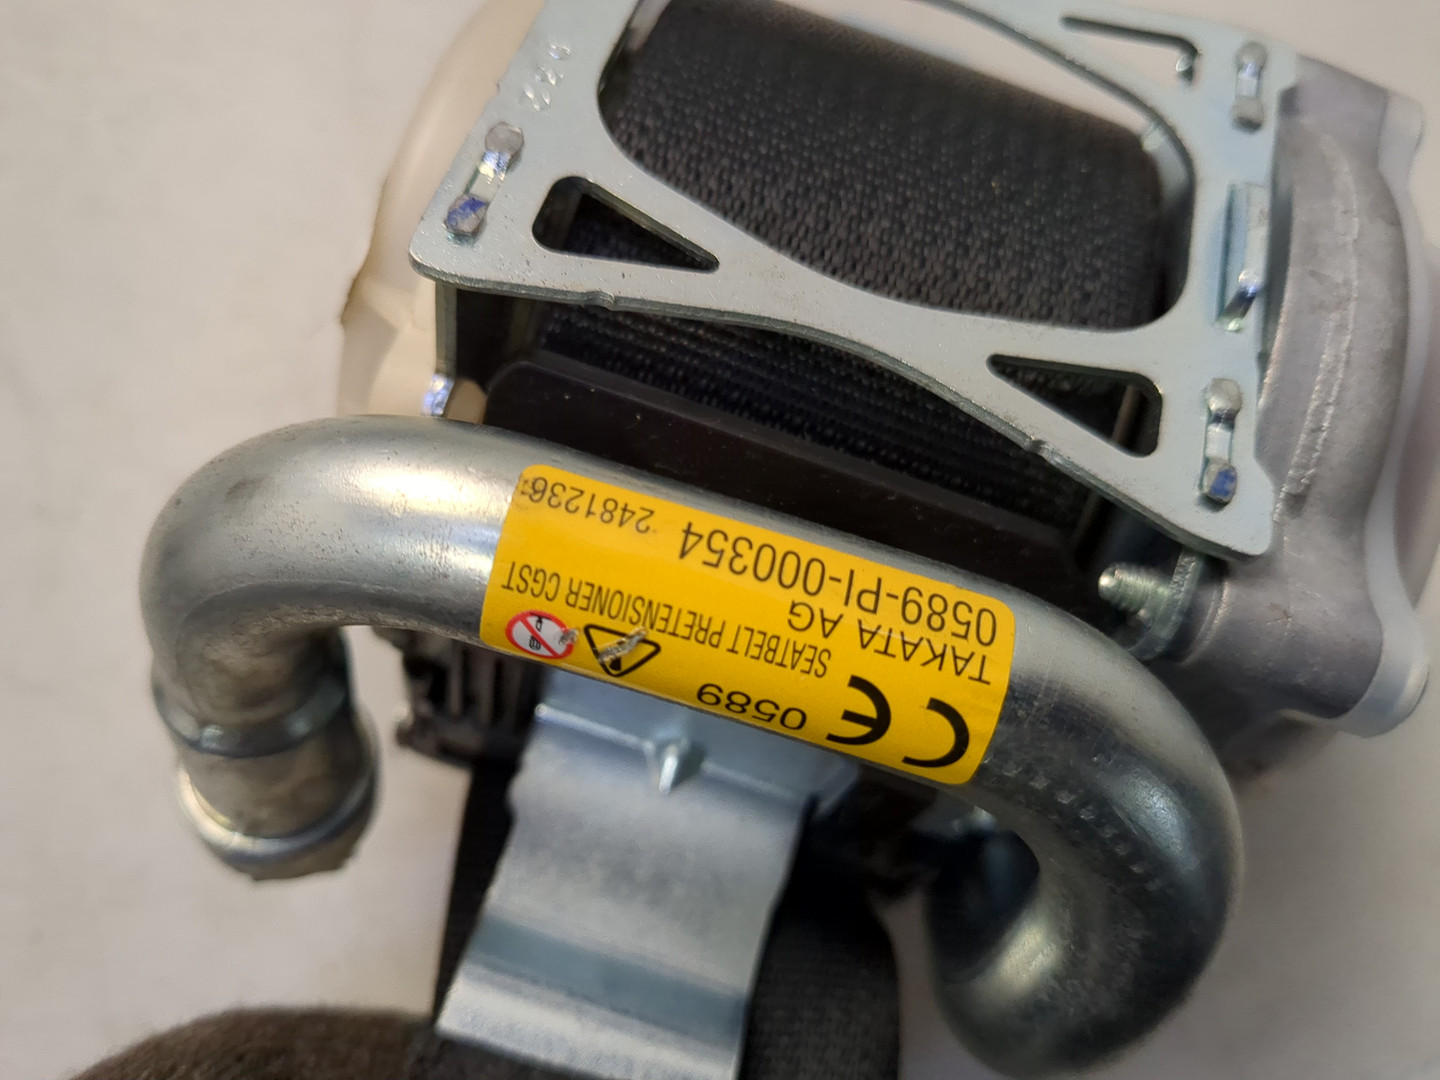 CE 0589
SEATBELT PRETENSIONER CGST
TAKATA AG
0589-PI-000354 2481236